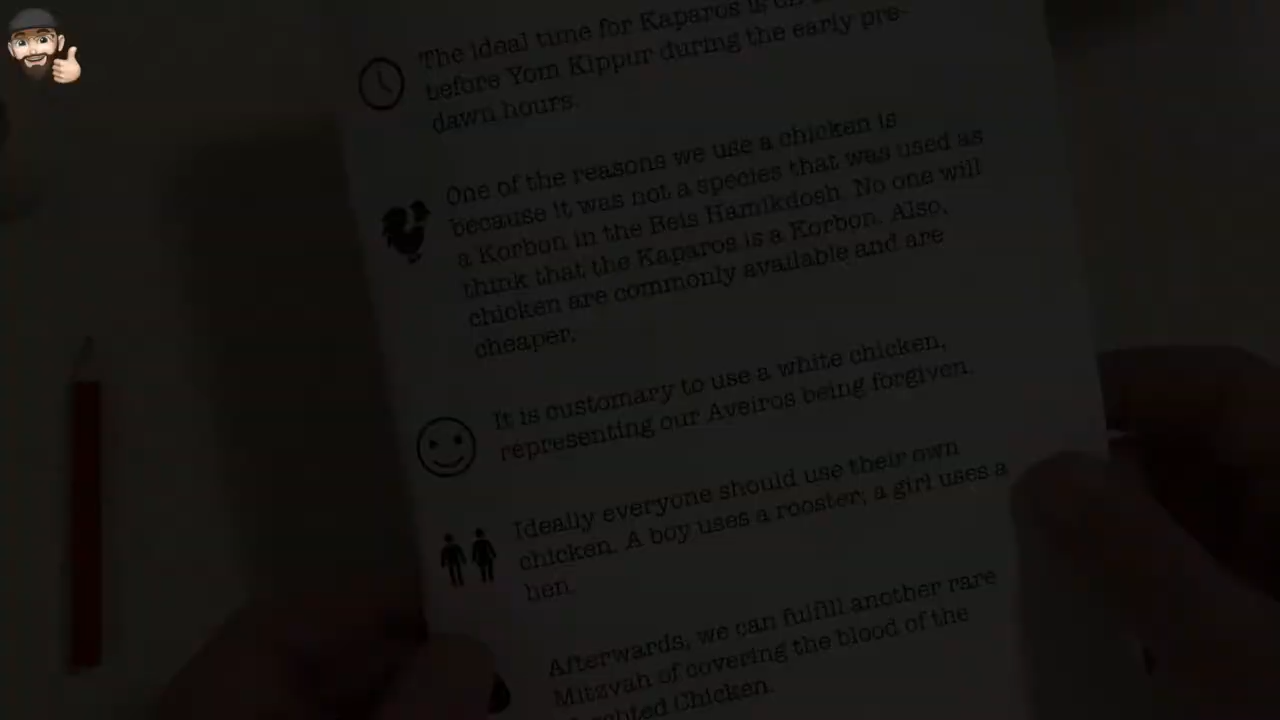 The ideal time for Kaparos is on
before Yom Kippur during the early pre-
dawn hours.
One of the reasons we use a chicken is
because it was not a species that was used as
a Korbon in the Beis Hamikdosh. No one will
think that the Kaparos is a Korbon. Also,
chicken are commonly available and are
cheaper.
It is customary to use a white chicken,
representing our Aveiros being forgiven.
Ideally everyone should use their own
chicken. A boy uses a rooster; a girl uses a
hen.
Afterwards, we can fulfill another rare
Mitzvah of covering the blood of the
Chicken.